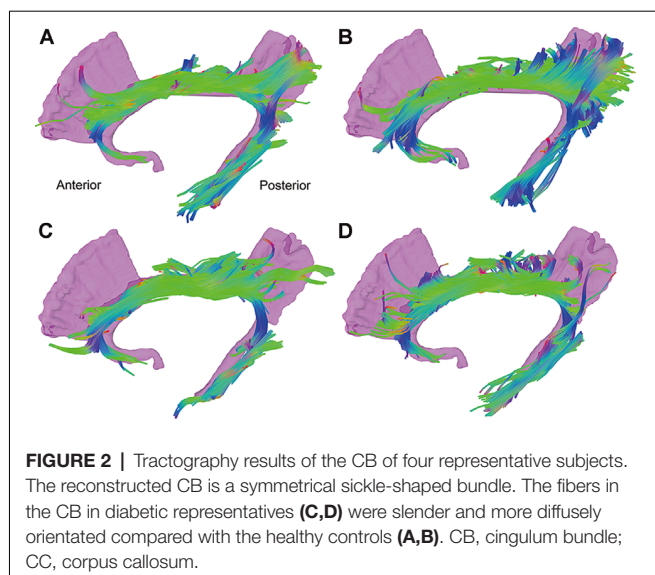 A
B
Anterior
Posterior
C
D
FIGURE 2 | Tractography results of the CB of four representative subjects.
The reconstructed CB is a symmetrical sickle-shaped bundle. The fibers in
the CB in diabetic representatives (C,D) were slender and more diffusely
orientated compared with the healthy controls (A,B). CB, cingulum bundle;
CC, corpus callosum.